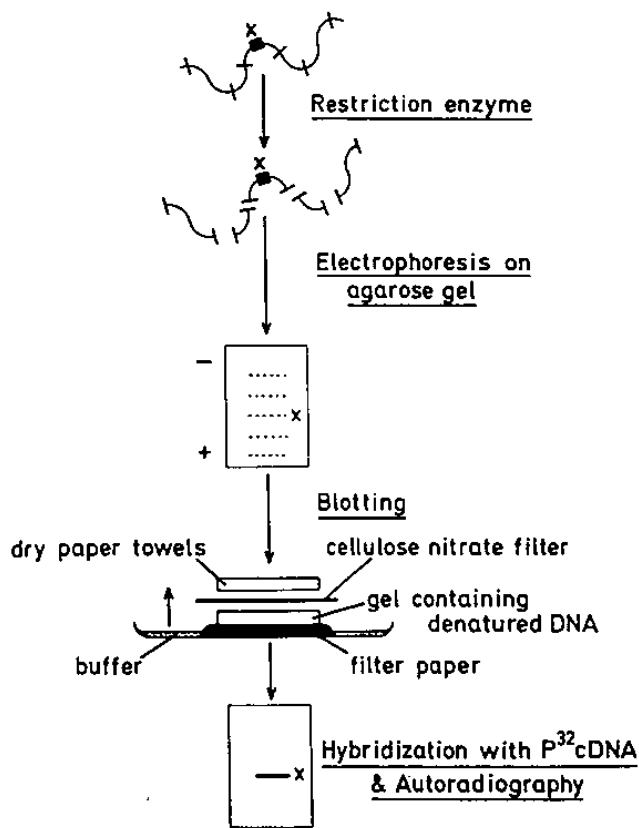 x
Restriction enzyme
x
Electrophoresis on
agarose gel
−
x
+
Blotting
dry paper towels
cellulose nitrate filter
gel containing
denatured DNA
buffer
filter paper
Hybridization with P³²cDNA
x
& Autoradiography